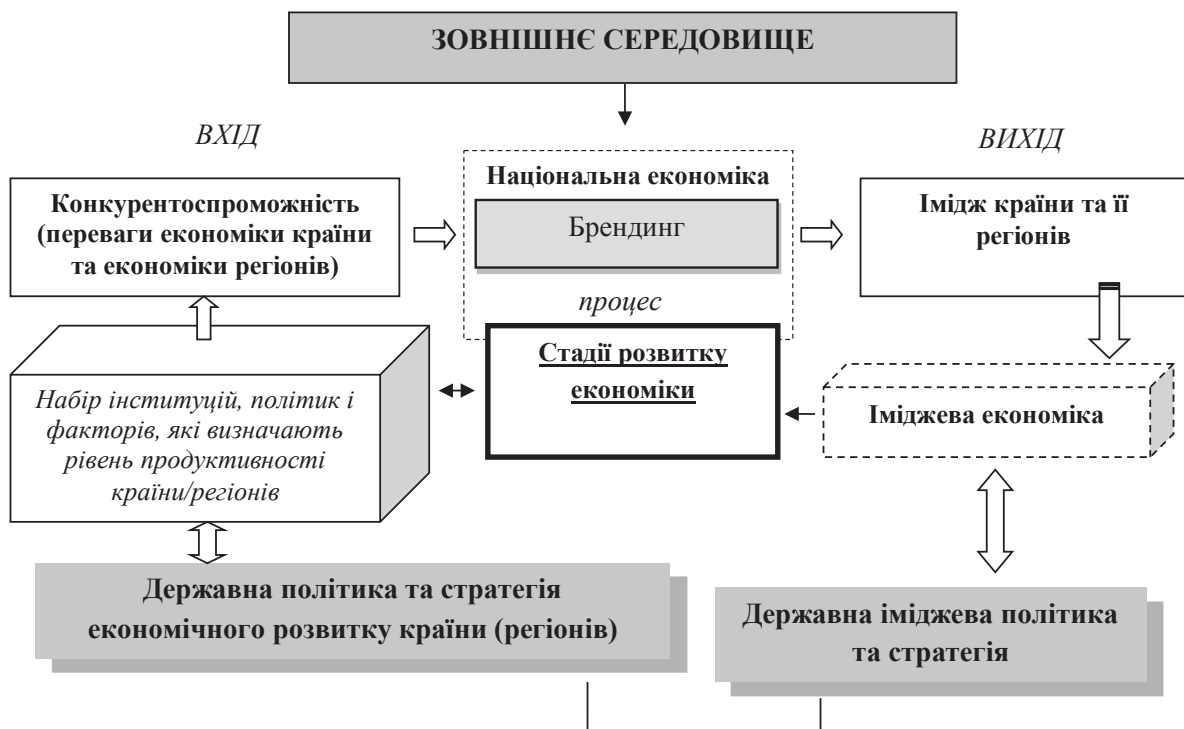 ЗОВНІШНЄ СЕРЕДОВИЩЕ
ВХІД
ВИХІД
Конкурентоспроможність
(переваги економіки країни
та економіки регіонів)
Національна економіка
Брендинг
процес
Імідж країни та її
регіонів
Набір інституцій, політик і
факторів, які визначають
рівень продуктивності
країни/регіонів
Стадії розвитку
економіки
Іміджева економіка
Державна політика та стратегія
економічного розвитку країни (регіонів)
Державна іміджева політика
та стратегія